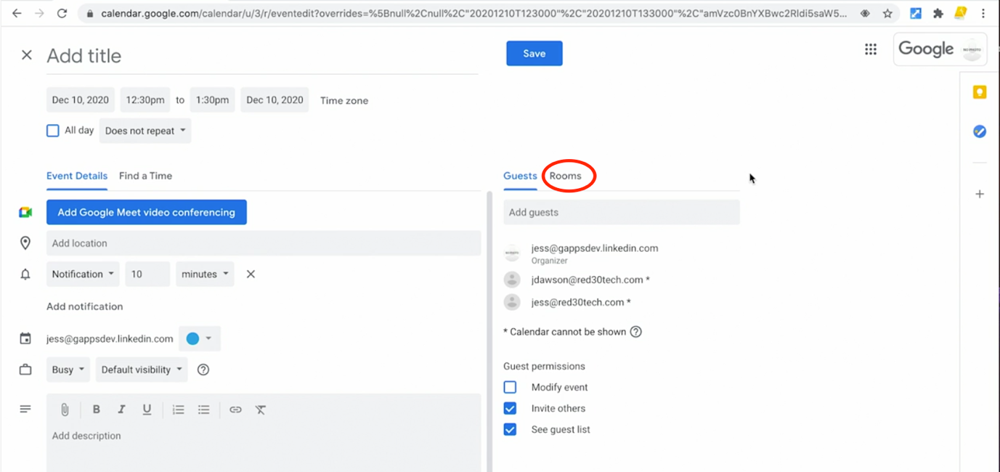 calendar.google.com/calendar/u/3/r/eventedit?overrides=%5Bnull%2Cnull%2C"20201210T123000"%2C"20201210T133000"%2C"amVzc0BnYXBwc2Rldi5saW5...
Add title
Save
Google
NO PHOTO
Dec 10, 2020 12:30pm to 1:30pm Dec 10, 2020 Time zone
All day Does not repeat
Event Details Find a Time
Guests Rooms
Add Google Meet video conferencing
Add guests
Add location
jess@gappsdev.linkedin.com
NO PHOTO
Organizer
Notification 10 minutes
jdawson@red30tech.com *
jess@red30tech.com *
Add notification
* Calendar cannot be shown ?
jess@gappsdev.linkedin.com
Busy Default visibility ?
Guest permissions
Modify event
Invite others
See guest list
B I U
Add description